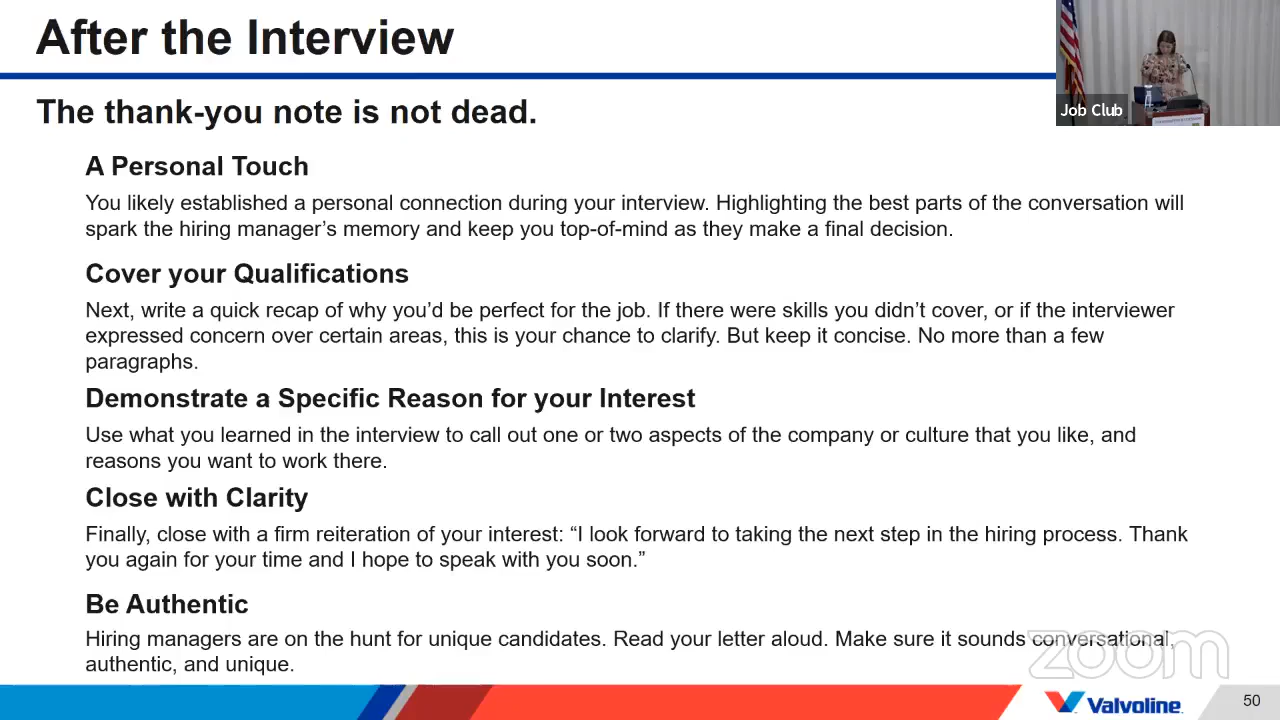 After the Interview
Job Club
The thank-you note is not dead.
A Personal Touch
You likely established a personal connection during your interview. Highlighting the best parts of the conversation will
spark the hiring manager’s memory and keep you top-of-mind as they make a final decision.
Cover your Qualifications
Next, write a quick recap of why you’d be perfect for the job. If there were skills you didn’t cover, or if the interviewer
expressed concern over certain areas, this is your chance to clarify. But keep it concise. No more than a few
paragraphs.
Demonstrate a Specific Reason for your Interest
Use what you learned in the interview to call out one or two aspects of the company or culture that you like, and
reasons you want to work there.
Close with Clarity
Finally, close with a firm reiteration of your interest: “I look forward to taking the next step in the hiring process. Thank
you again for your time and I hope to speak with you soon.”
Be Authentic
Hiring managers are on the hunt for unique candidates. Read your letter aloud. Make sure it sounds conversational,
authentic, and unique.
zoom
Valvoline
50